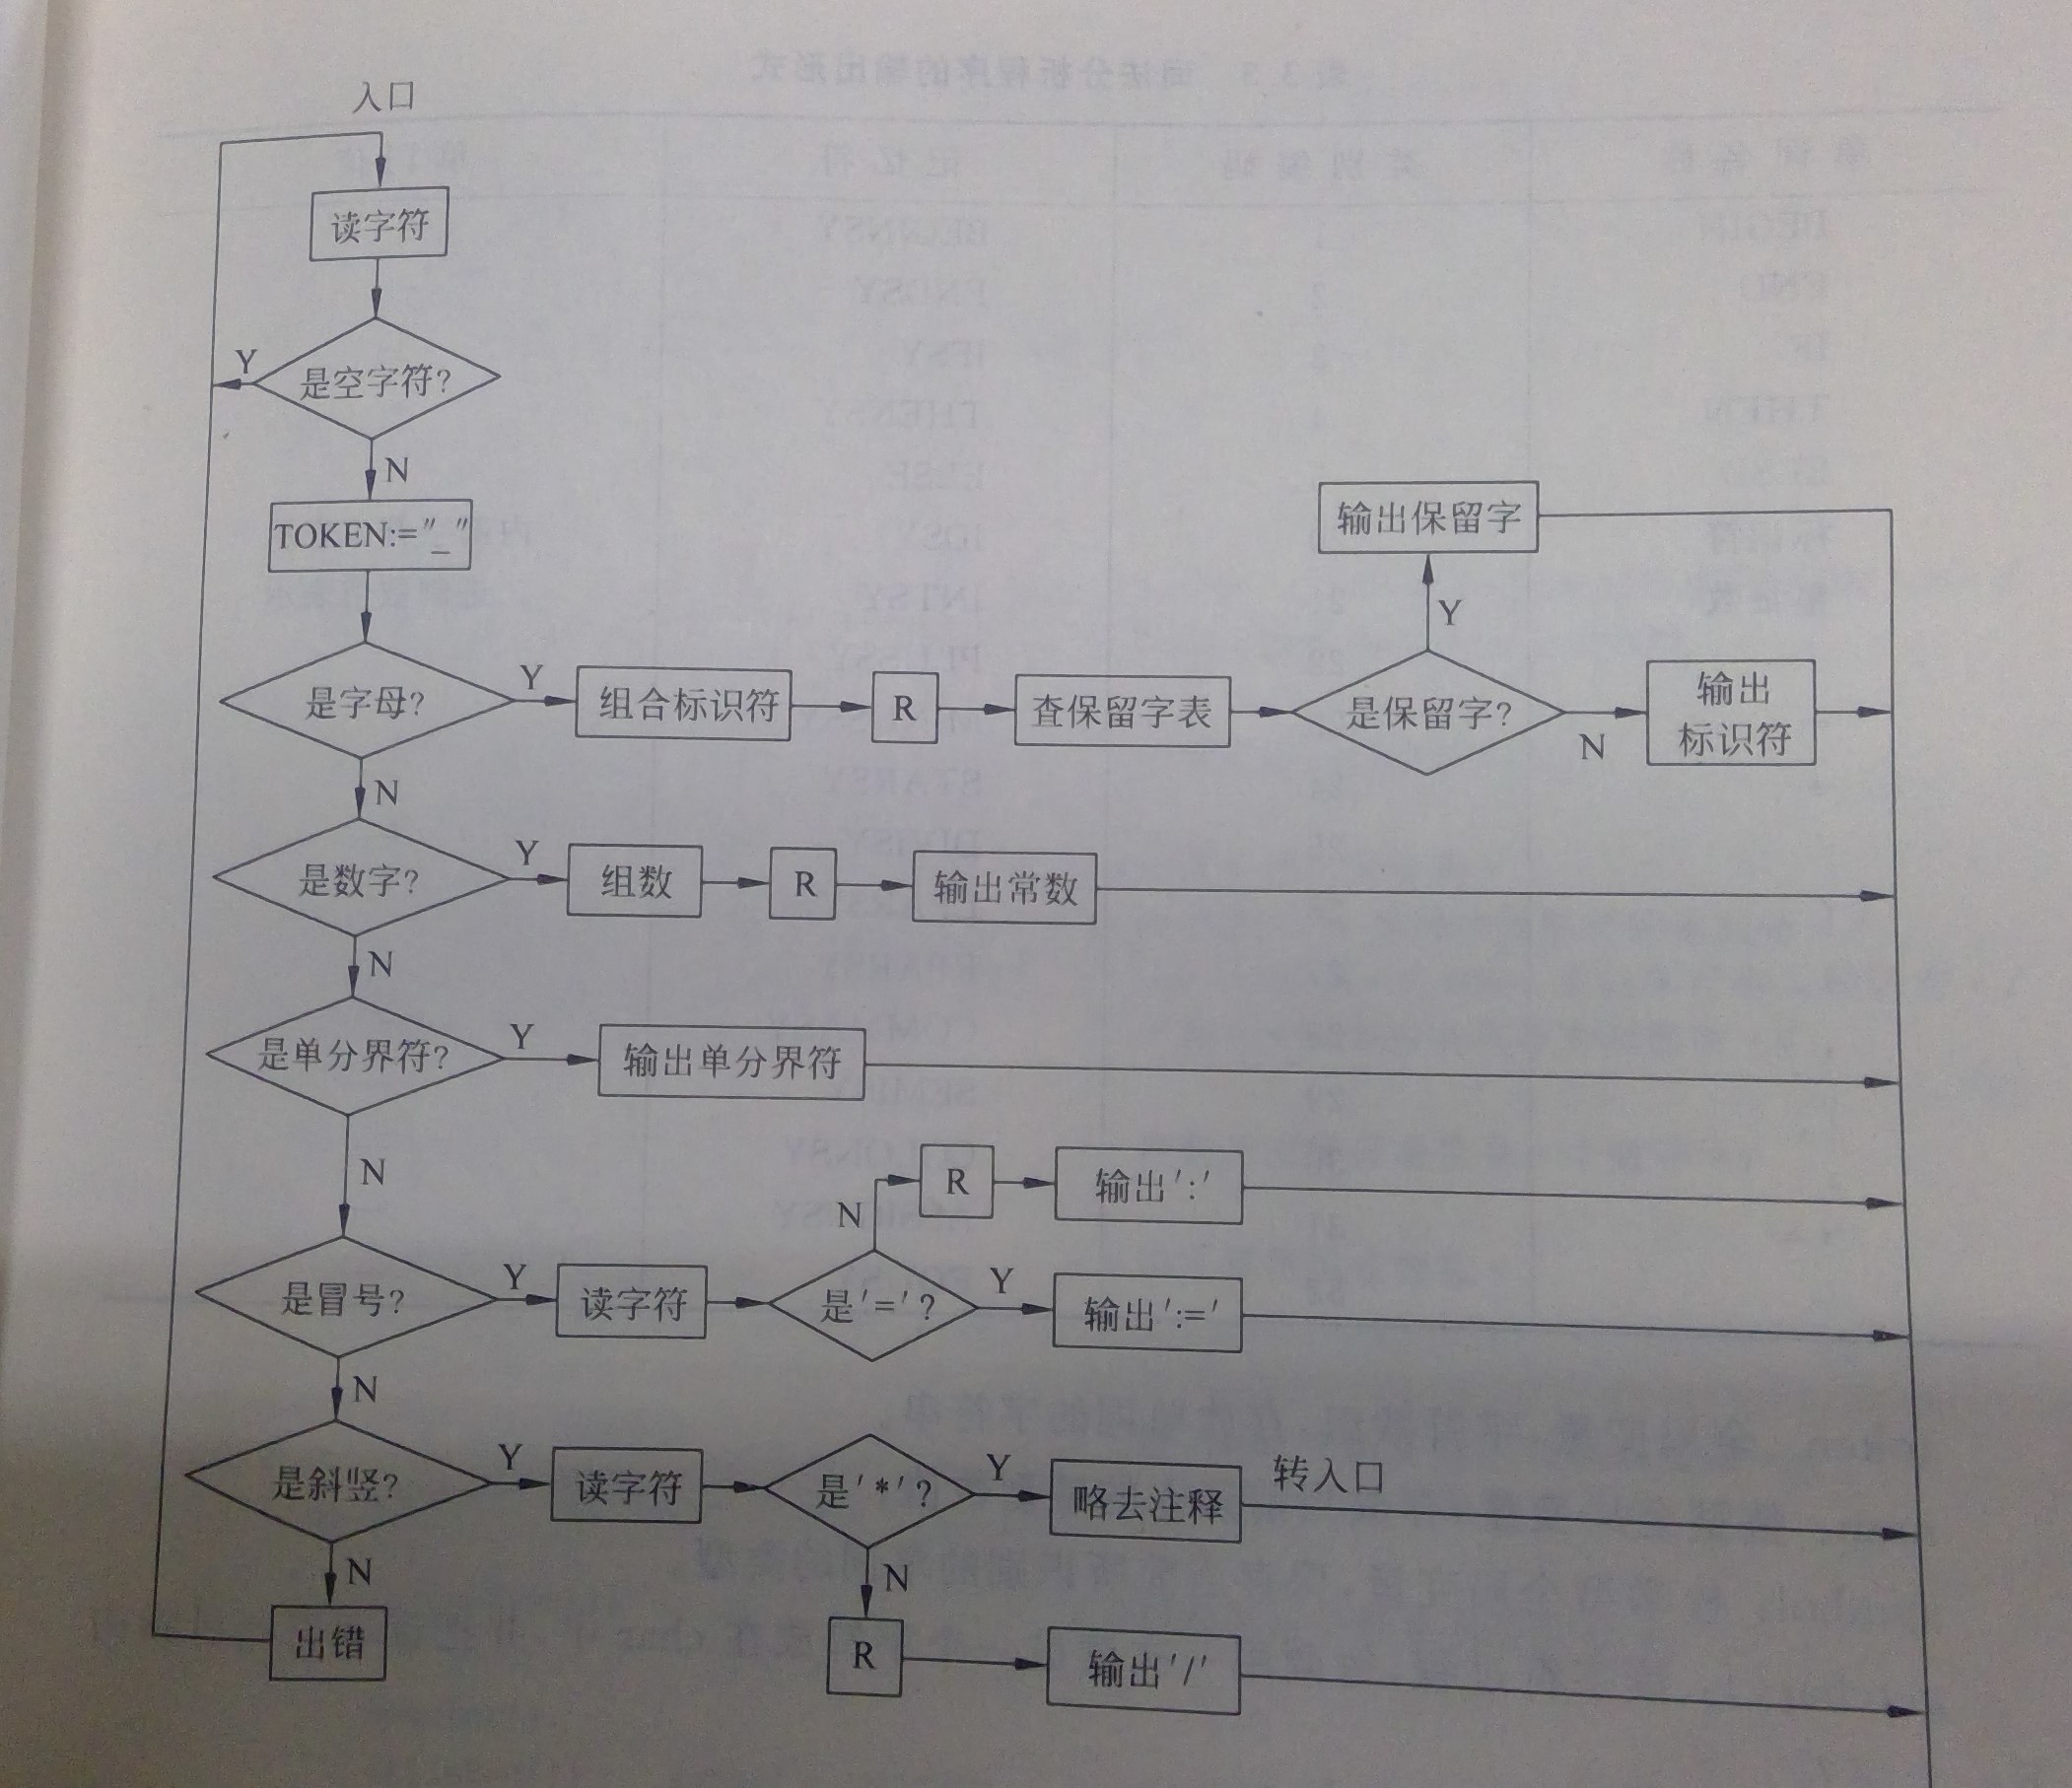 入口
读字符
是空字符?
Y
N
TOKEN:="_"
是字母?
Y
组合标识符
R
查保留字表
是保留字?
Y
输出保留字
N
输出
标识符
N
是数字?
Y
组数
R
输出常数
N
是单分界符?
Y
输出单分界符
N
是冒号?
Y
读字符
是'='?
N
R
输出':'
Y
输出':='
N
是斜竖?
Y
读字符
是'*'?
Y
略去注释
转入口
N
R
输出'/'
N
出错